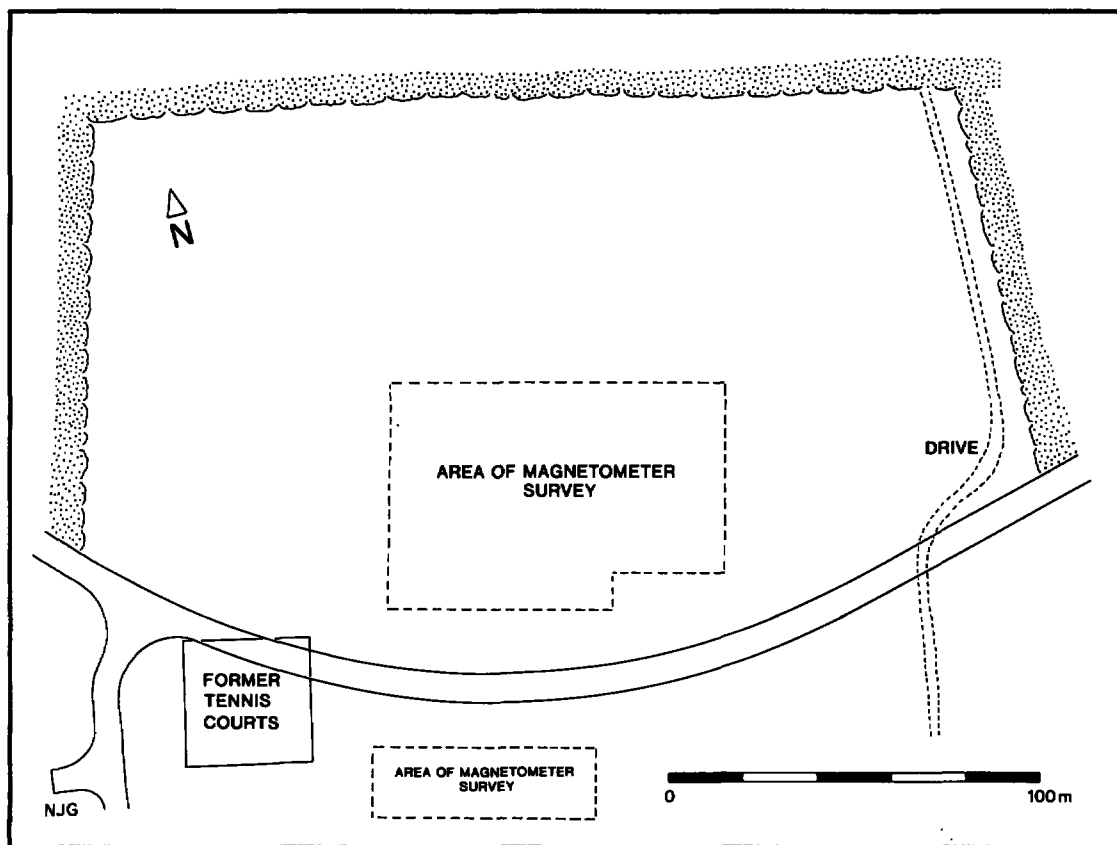 N
AREA OF MAGNETOMETER
SURVEY
DRIVE
FORMER
TENNIS
COURTS
AREA OF MAGNETOMETER
SURVEY
0
100 m
NJG